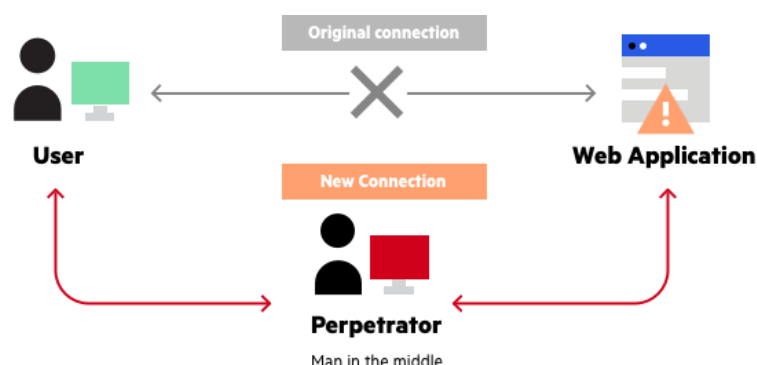 Original connection
User
Web Application
New Connection
Perpetrator
Man in the middle